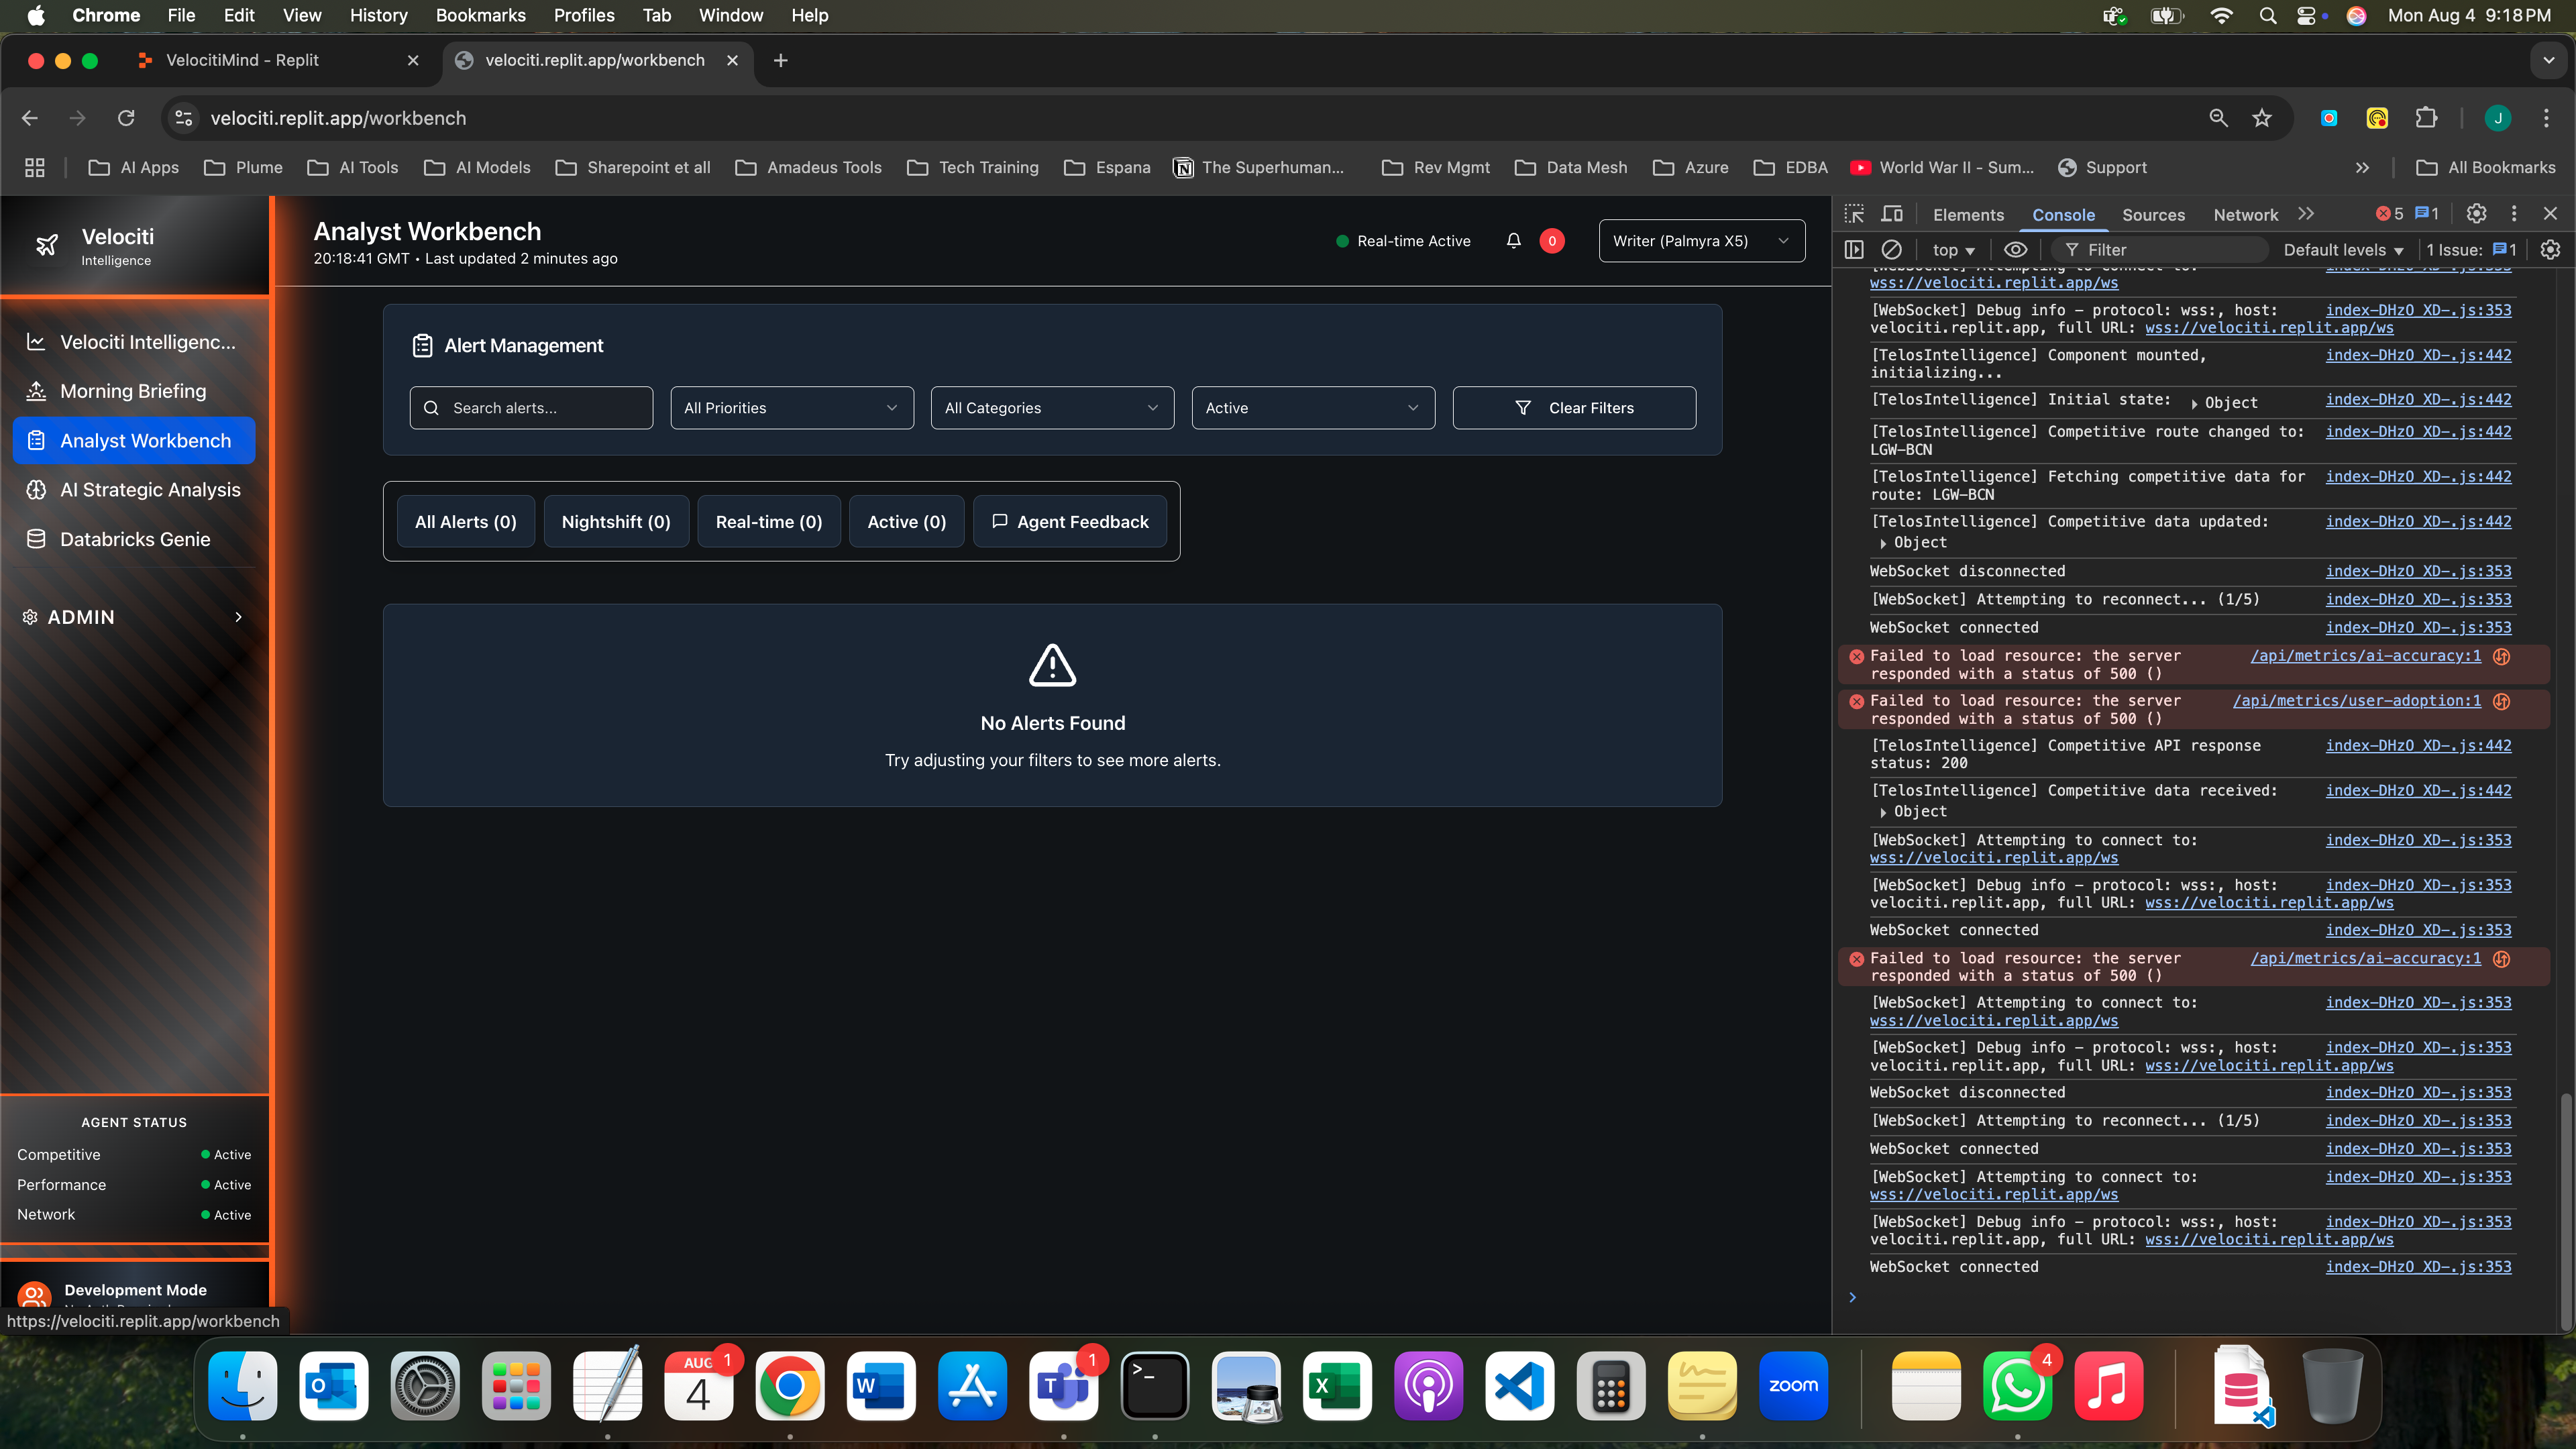 Chrome File Edit View History Bookmarks Profiles Tab Window Help
Mon Aug 4 9:18 PM
VelocitiMind - Replit
velociti.replit.app/workbench
velociti.replit.app/workbench
J
AI Apps
Plume
AI Tools
AI Models
Sharepoint et all
Amadeus Tools
Tech Training
Espana
The Superhuman...
Rev Mgmt
Data Mesh
Azure
EDBA
World War II - Sum...
Support
All Bookmarks
Velociti
Intelligence
Velociti Intelligenc...
Morning Briefing
Analyst Workbench
AI Strategic Analysis
Databricks Genie
ADMIN
AGENT STATUS
Competitive Active
Performance Active
Network Active
Development Mode
https://velociti.replit.app/workbench
Analyst Workbench
20:18:41 GMT • Last updated 2 minutes ago
Real-time Active
0
Writer (Palmyra X5)
Alert Management
Search alerts...
All Priorities
All Categories
Active
Clear Filters
All Alerts (0)
Nightshift (0)
Real-time (0)
Active (0)
Agent Feedback
No Alerts Found
Try adjusting your filters to see more alerts.
Elements Console Sources Network 5 1
top Filter Default levels 1 Issue: 1
[WebSocket] Attempting to connect to:
wss://velociti.replit.app/ws
[WebSocket] Debug info – protocol: wss:, host: index-DHzO_XD-.js:353
velociti.replit.app, full URL: wss://velociti.replit.app/ws
[TelosIntelligence] Component mounted, index-DHzO_XD-.js:442
initializing...
[TelosIntelligence] Initial state: Object index-DHzO_XD-.js:442
[TelosIntelligence] Competitive route changed to: index-DHzO_XD-.js:442
LGW–BCN
[TelosIntelligence] Fetching competitive data for index-DHzO_XD-.js:442
route: LGW–BCN
[TelosIntelligence] Competitive data updated: index-DHzO_XD-.js:442
Object
WebSocket disconnected index-DHzO_XD-.js:353
[WebSocket] Attempting to reconnect... (1/5) index-DHzO_XD-.js:353
WebSocket connected index-DHzO_XD-.js:353
Failed to load resource: the server /api/metrics/ai-accuracy:1
responded with a status of 500 ()
Failed to load resource: the server /api/metrics/user-adoption:1
responded with a status of 500 ()
[TelosIntelligence] Competitive API response index-DHzO_XD-.js:442
status: 200
[TelosIntelligence] Competitive data received: index-DHzO_XD-.js:442
Object
[WebSocket] Attempting to connect to: index-DHzO_XD-.js:353
wss://velociti.replit.app/ws
[WebSocket] Debug info – protocol: wss:, host: index-DHzO_XD-.js:353
velociti.replit.app, full URL: wss://velociti.replit.app/ws
WebSocket connected index-DHzO_XD-.js:353
Failed to load resource: the server /api/metrics/ai-accuracy:1
responded with a status of 500 ()
[WebSocket] Attempting to connect to: index-DHzO_XD-.js:353
wss://velociti.replit.app/ws
[WebSocket] Debug info – protocol: wss:, host: index-DHzO_XD-.js:353
velociti.replit.app, full URL: wss://velociti.replit.app/ws
WebSocket disconnected index-DHzO_XD-.js:353
[WebSocket] Attempting to reconnect... (1/5) index-DHzO_XD-.js:353
WebSocket connected index-DHzO_XD-.js:353
[WebSocket] Attempting to connect to: index-DHzO_XD-.js:353
wss://velociti.replit.app/ws
[WebSocket] Debug info – protocol: wss:, host: index-DHzO_XD-.js:353
velociti.replit.app, full URL: wss://velociti.replit.app/ws
WebSocket connected index-DHzO_XD-.js:353
AUG
4
1
1
zoom
4